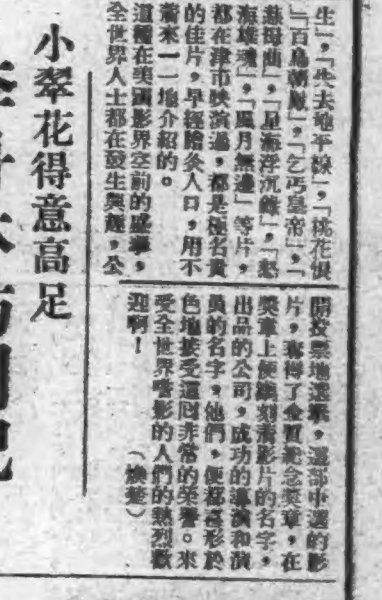 生」,「失去地平線」,「桃花恨
」,「百鳥朝鳳」,「乞丐皇帝」,「
慈母曲」,「星海浮沉錄」,「怒
海雄魂」,「風月無邊」等片,
都在津市映演過,都是極名貴
的佳片,早經膾炙人口,用不
着來一一地介紹的。
這種在美國影界空前的盛舉,
全世界人士都在發生興趣,公
開投票地選舉,這部中選的影
片,奪得了金質紀念獎章,在
獎章上便鐫刻着影片的名字,
出品的公司,成功的導演和演
員的名字,他們,便都喜形於
色地接受這囘非常的榮譽。來
受全世界嗜影的人們的熱烈歡
迎啊!
小翠花得意高足